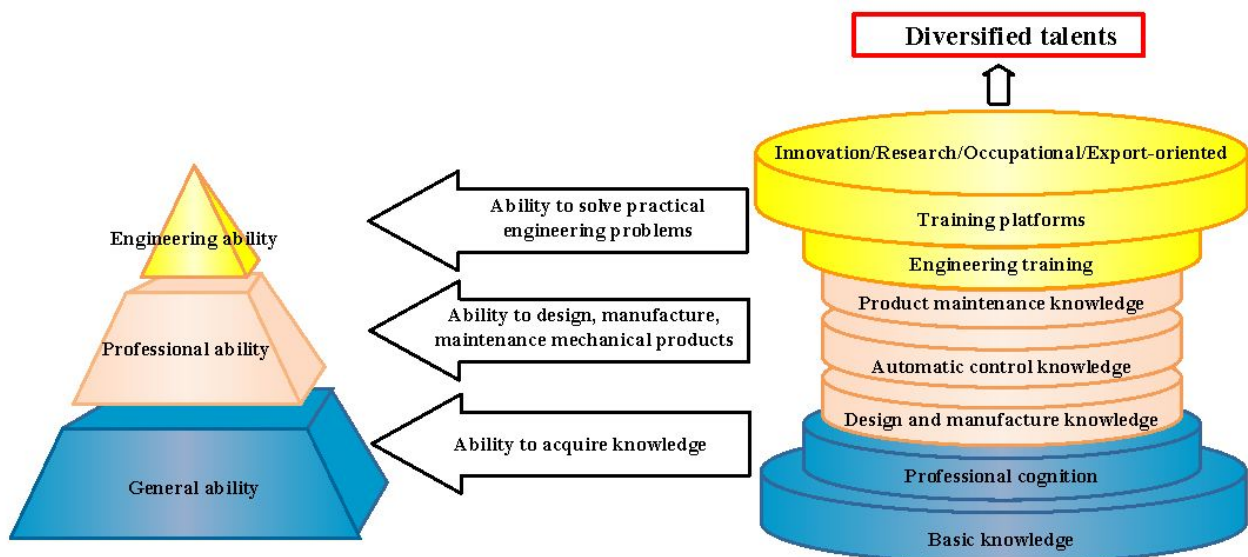 Diversified talents
Innovation/Research/Occupational/Export-oriented
Training platforms
Engineering training
Product maintenance knowledge
Automatic control knowledge
Design and manufacture knowledge
Professional cognition
Basic knowledge
Ability to solve practical
engineering problems
Ability to design, manufacture,
maintenance mechanical products
Ability to acquire knowledge
Engineering ability
Professional ability
General ability